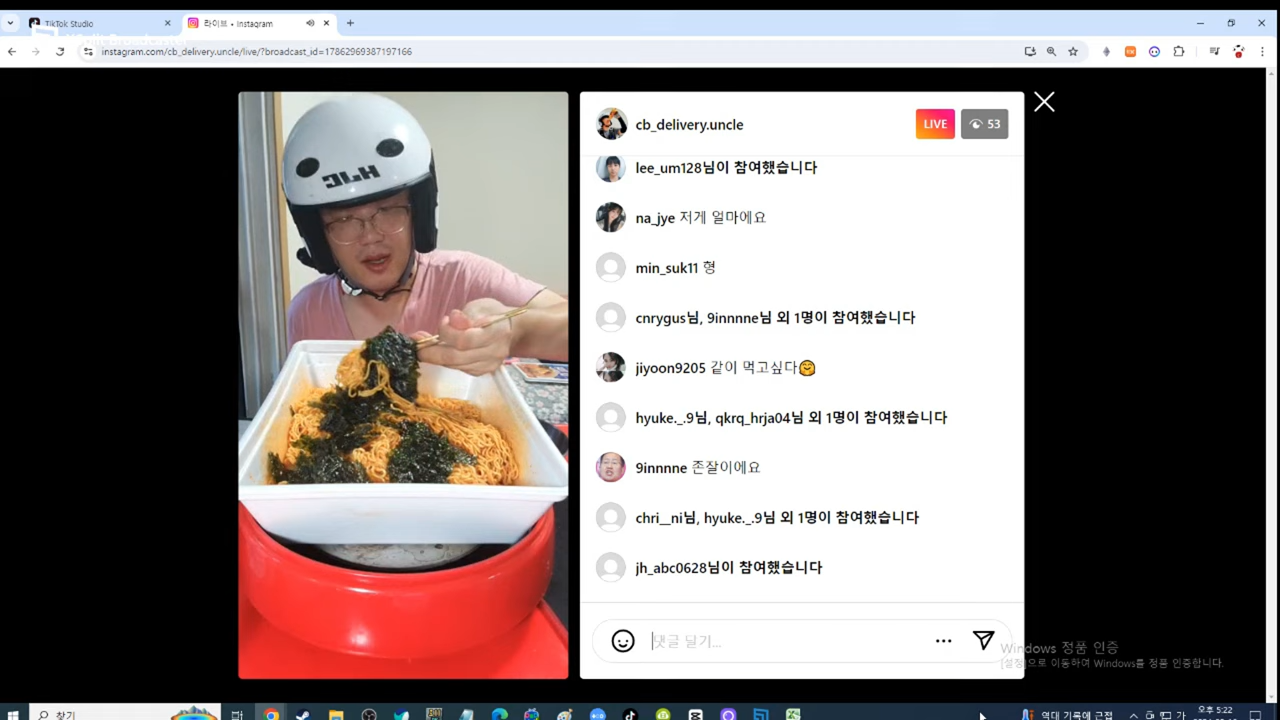 TikTok Studio
라이브 • Instagram
XSplit Broadcaster
instagram.com/cb_delivery.uncle/live/?broadcast_id=17862969387197166
HJC
cb_delivery.uncle
LIVE
53
lee_um128님이 참여했습니다
na_jye 저게 얼마에요
min_suk11 형
cnrygus님, 9innnne님 외 1명이 참여했습니다
jiyoon9205 같이 먹고싶다🤗
hyuke._.9님, qkrq_hrja04님 외 1명이 참여했습니다
9innnne 존잘이에요
chri__ni님, hyuke._.9님 외 1명이 참여했습니다
jh_abc0628님이 참여했습니다
댓글 달기...
Windows 정품 인증
[설정]으로 이동하여 Windows를 정품 인증합니다.
찾기
역대 기록에 근접
가
오후 5:22